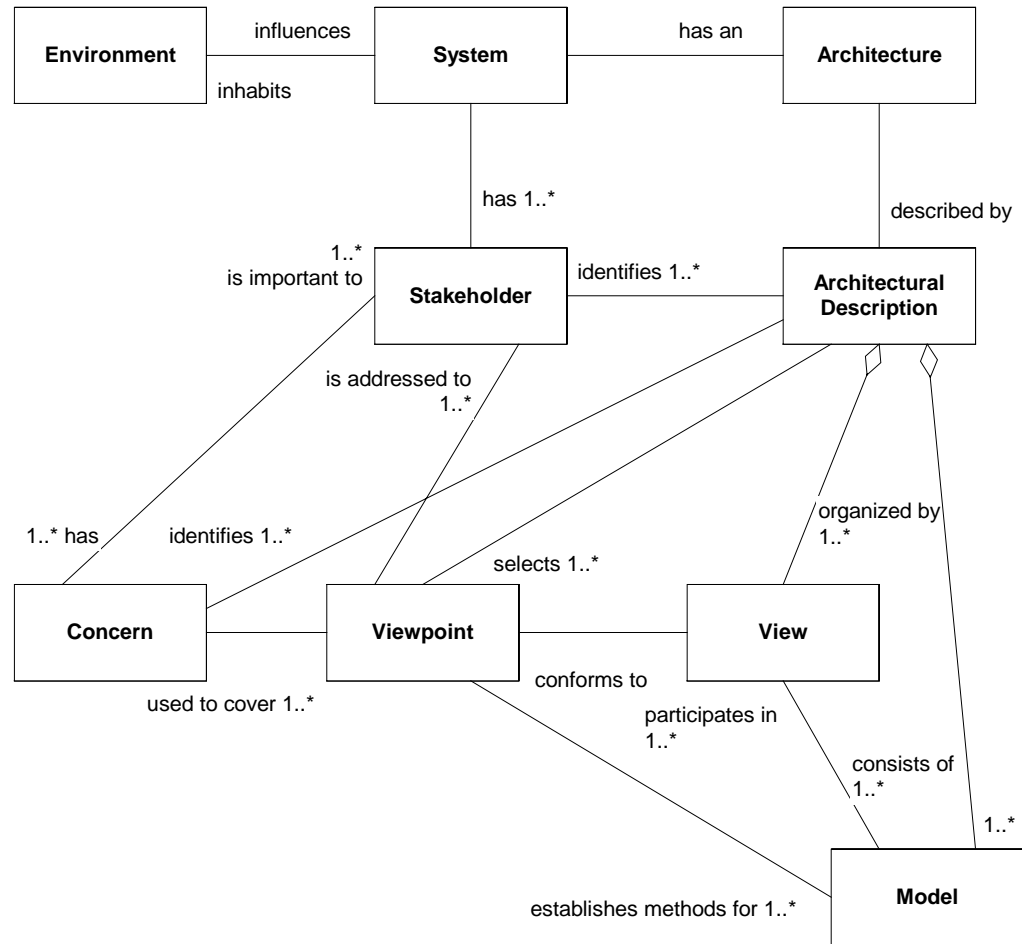 influences
has an
Environment
System
Architecture
inhabits
has 1..*
described by
1..*
is important to
identifies 1..*
Stakeholder
Architectural
Description
is addressed to
1..*
organized by
1..*
1..* has
identifies 1..*
selects 1..*
Concern
Viewpoint
View
used to cover 1..*
conforms to
participates in
1..*
consists of
1..*
1..*
Model
establishes methods for 1..*